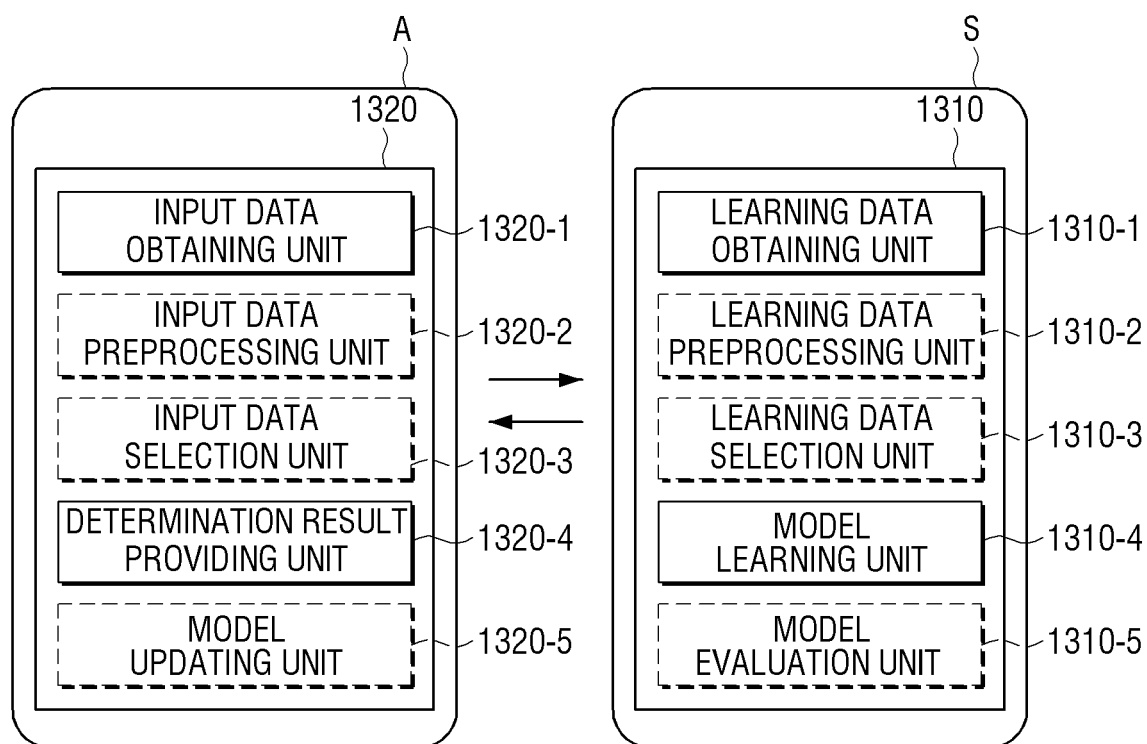 A
1320
INPUT DATA
OBTAINING UNIT
1320-1
INPUT DATA
PREPROCESSING UNIT
1320-2
INPUT DATA
SELECTION UNIT
1320-3
DETERMINATION RESULT
PROVIDING UNIT
1320-4
MODEL
UPDATING UNIT
1320-5
S
1310
LEARNING DATA
OBTAINING UNIT
1310-1
LEARNING DATA
PREPROCESSING UNIT
1310-2
LEARNING DATA
SELECTION UNIT
1310-3
MODEL
LEARNING UNIT
1310-4
MODEL
EVALUATION UNIT
1310-5